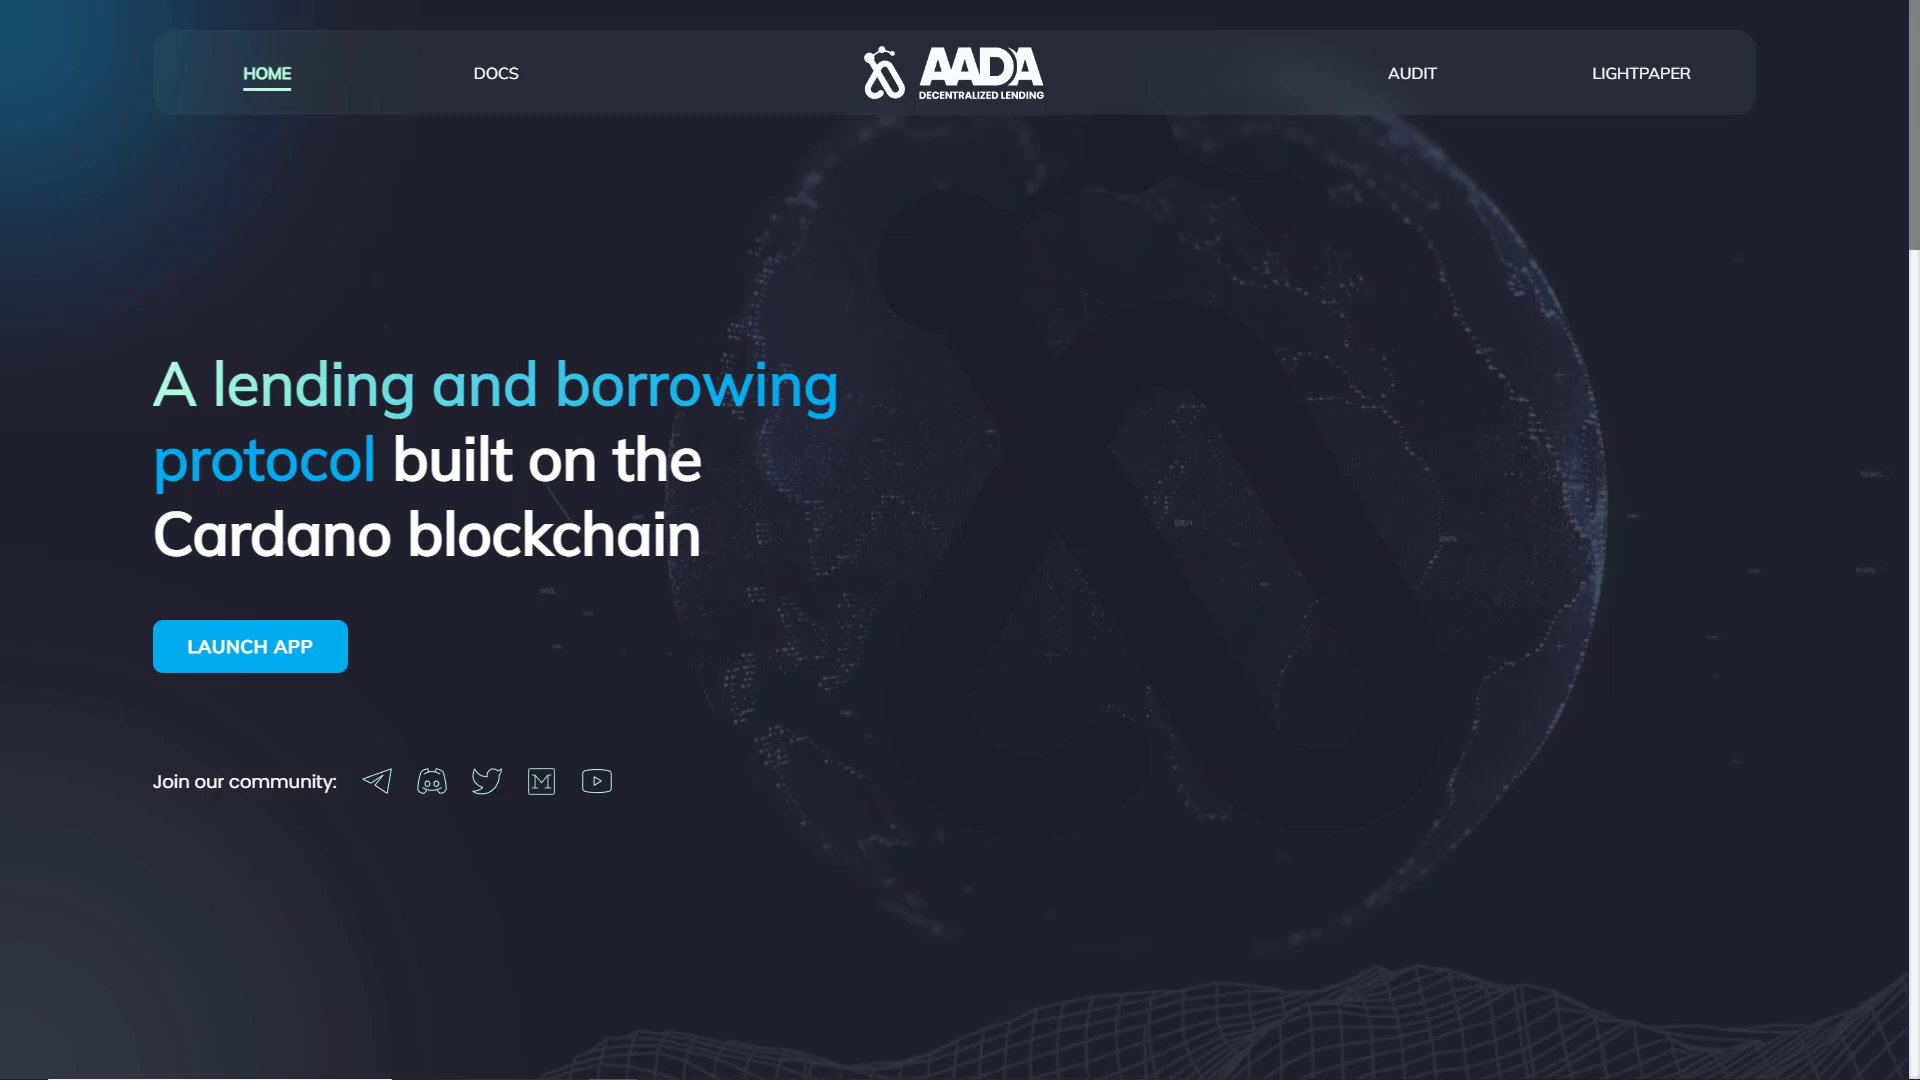 HOME
DOCS
AADA
DECENTRALIZED LENDING
AUDIT
LIGHTPAPER
A lending and borrowing
protocol built on the
Cardano blockchain
LAUNCH APP
Join our community: